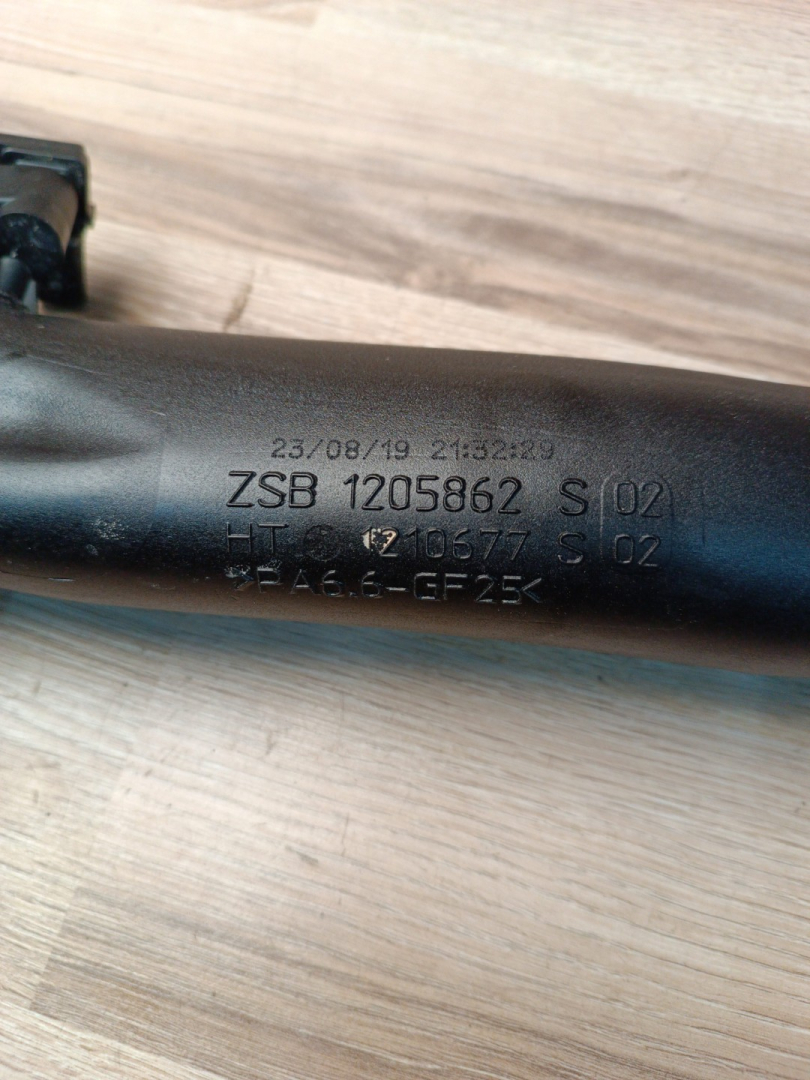 23/08/19 21:32:29
ZSB 1205862 S 02
HT 1210677 S 02
>PA6.6-GF25<